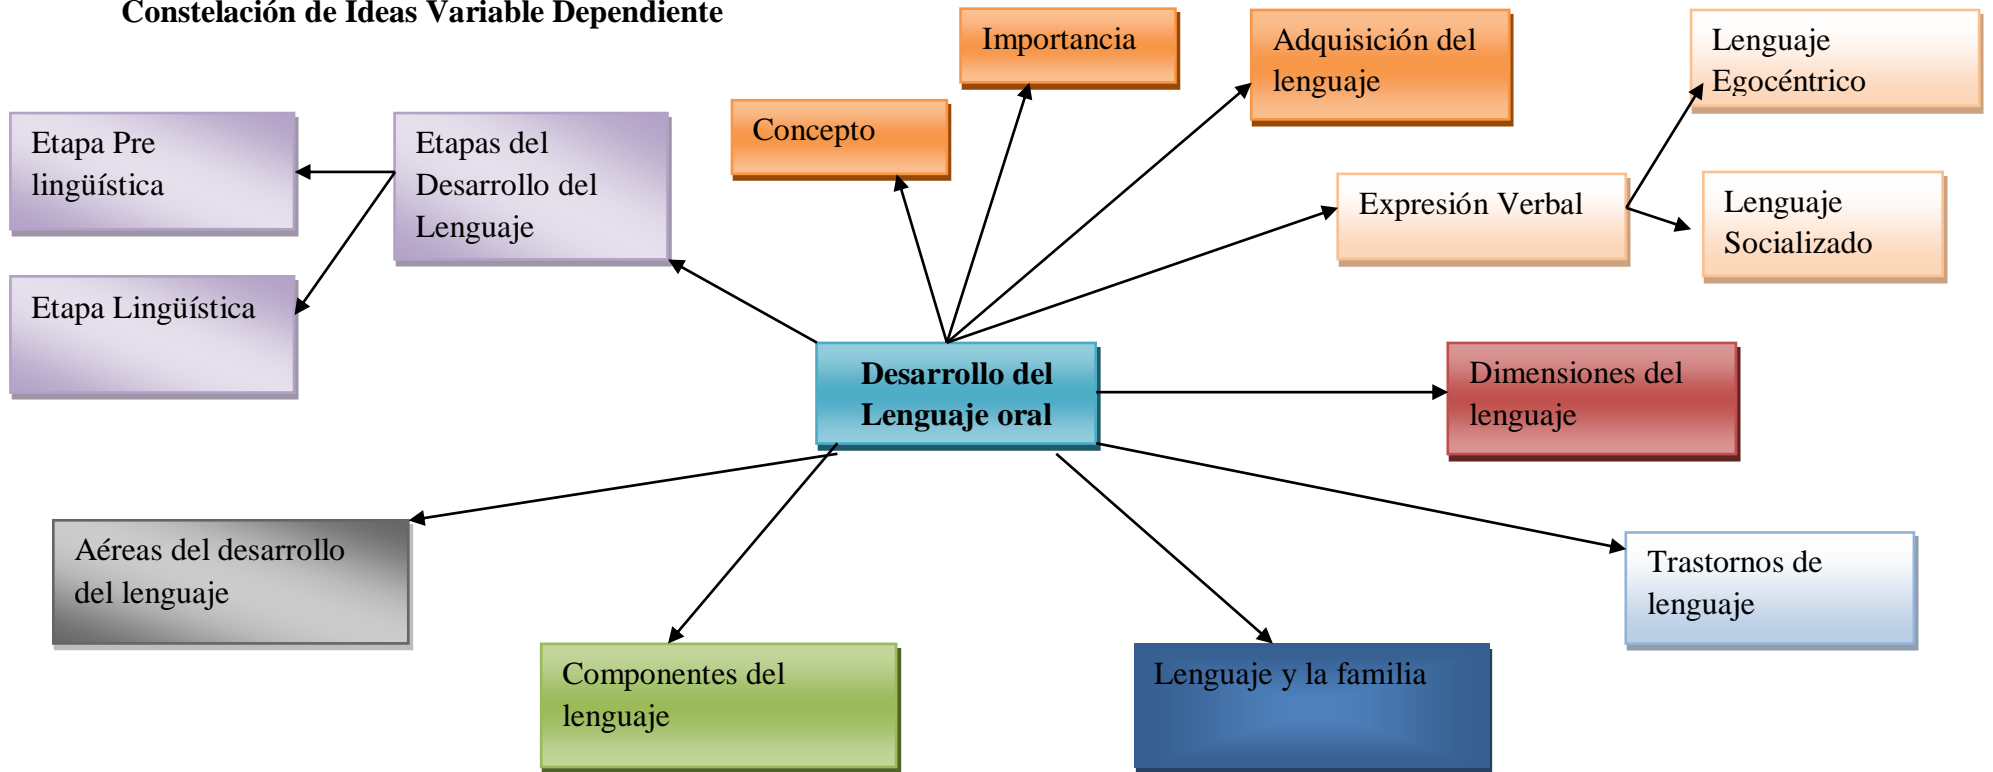 Constelación de Ideas Variable Dependiente
Importancia
Adquisición del
lenguaje
Lenguaje
Egocéntrico
Concepto
Etapa Pre
lingüística
Etapas del
Desarrollo del
Lenguaje
Expresión Verbal
Lenguaje
Socializado
Etapa Lingüística
Desarrollo del
Lenguaje oral
Dimensiones del
lenguaje
Aéreas del desarrollo
del lenguaje
Trastornos de
lenguaje
Componentes del
lenguaje
Lenguaje y la familia